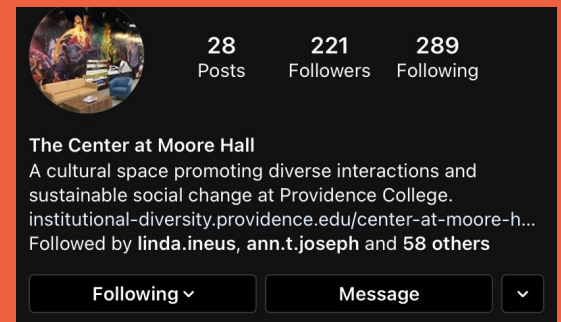 28 221 289
Posts Followers Following
The Center at Moore Hall
A cultural space promoting diverse interactions and
sustainable social change at Providence College.
institutional-diversity.providence.edu/center-at-moore-h...
Followed by linda.ineus, ann.t.joseph and 58 others
Following Message